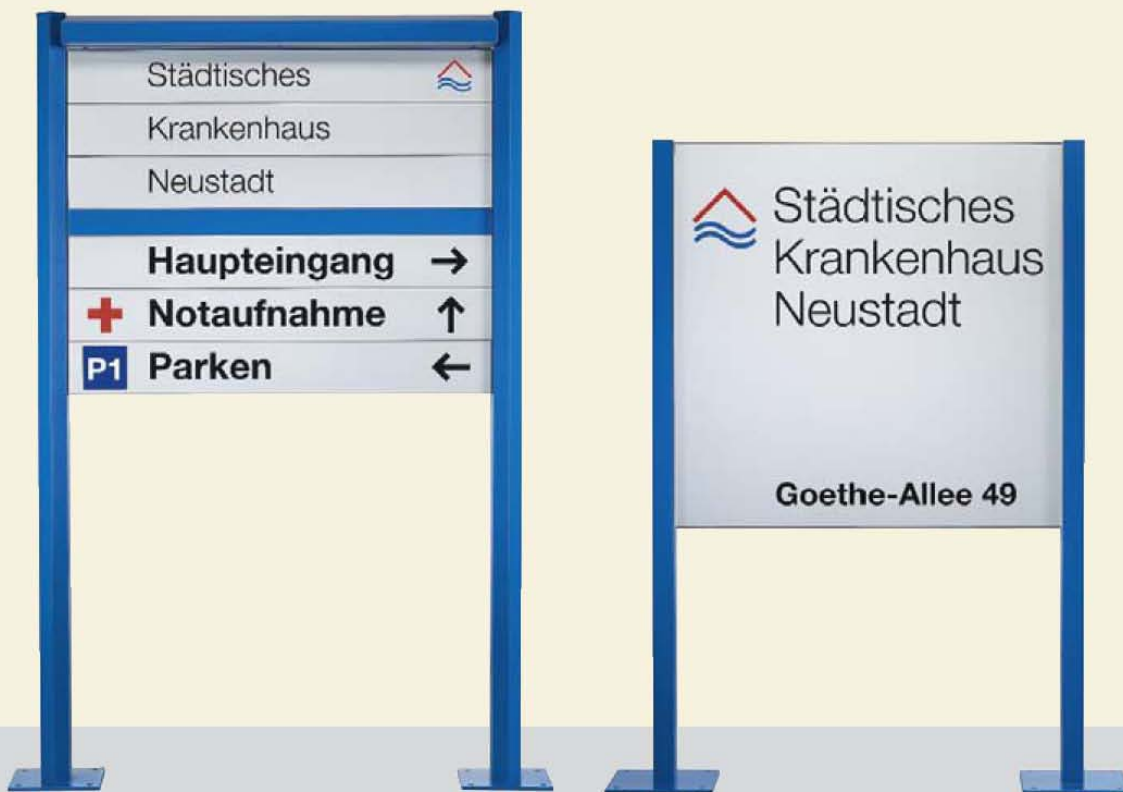 Städtisches
Krankenhaus
Neustadt
Haupteingang →
Notaufnahme ↑
P1 Parken ←
Städtisches
Krankenhaus
Neustadt
Goethe-Allee 49